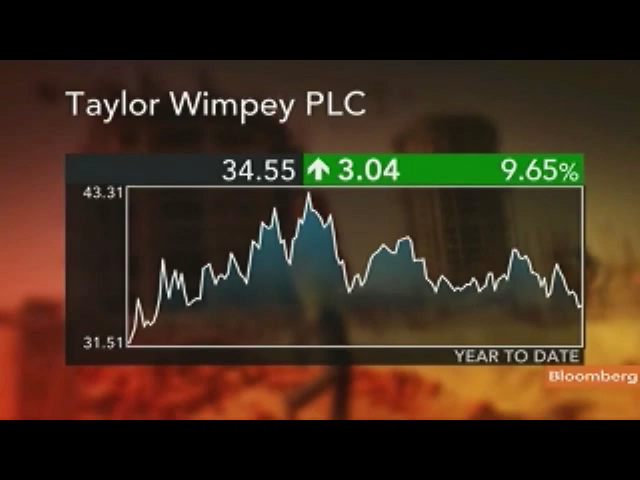 Taylor Wimpey PLC
34.55 ↑ 3.04 9.65%
43.31
31.51
YEAR TO DATE
Bloomberg